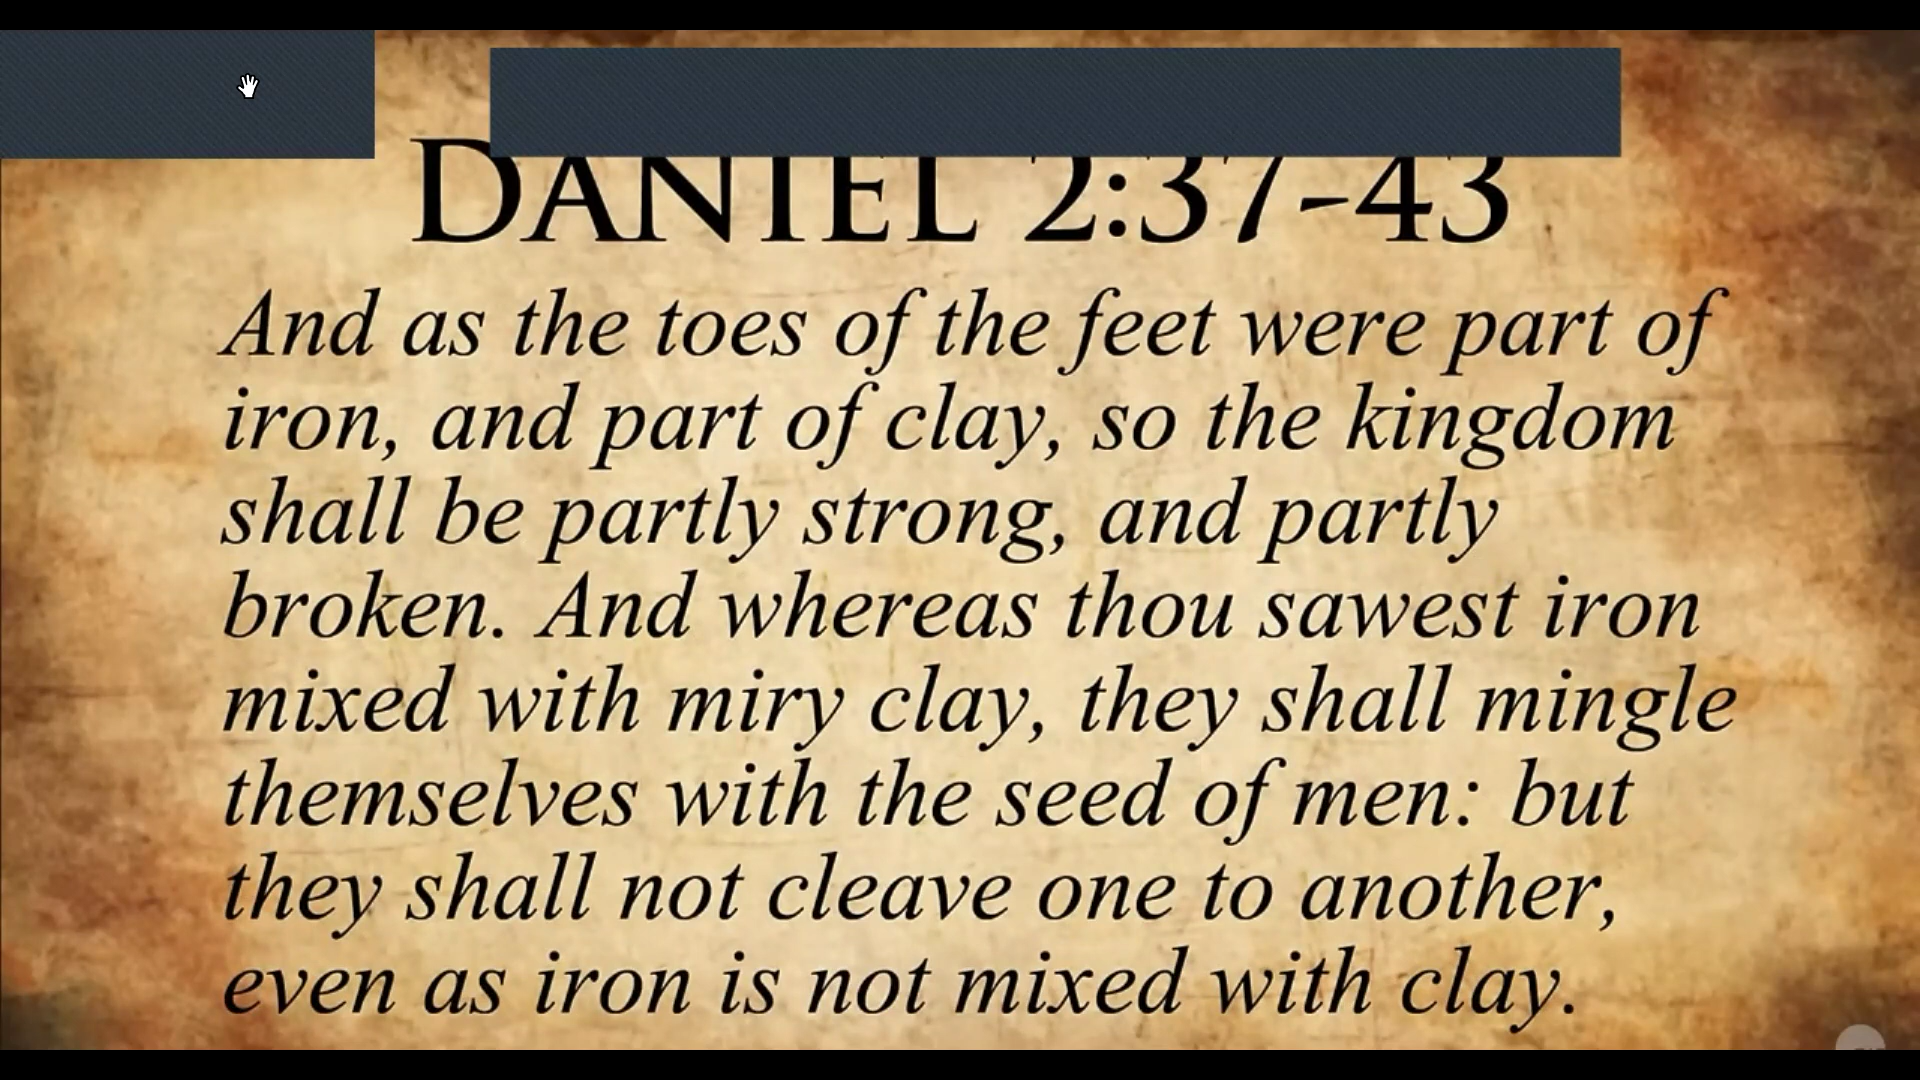 DANIEL 2:37-43
And as the toes of the feet were part of
iron, and part of clay, so the kingdom
shall be partly strong, and partly
broken. And whereas thou sawest iron
mixed with miry clay, they shall mingle
themselves with the seed of men: but
they shall not cleave one to another,
even as iron is not mixed with clay.